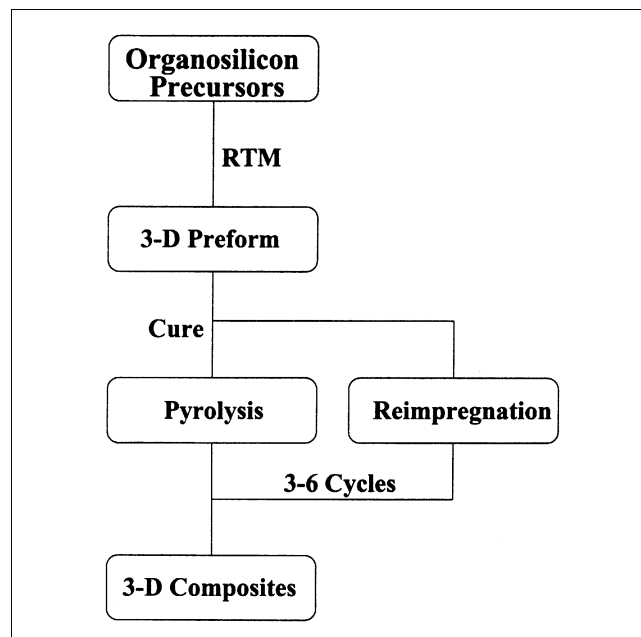 Organosilicon
Precursors
RTM
3-D Preform
Cure
Pyrolysis
Reimpregnation
3-6 Cycles
3-D Composites